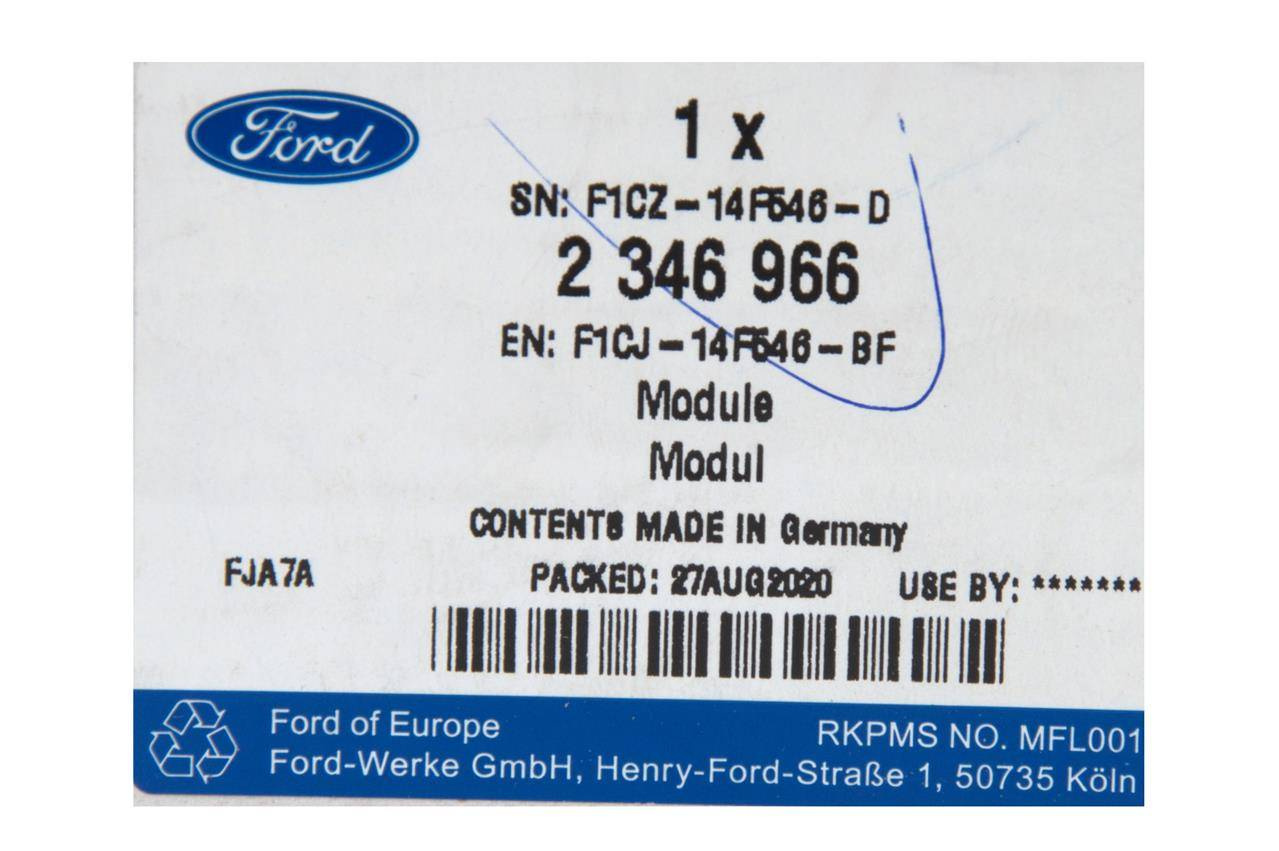 Ford
1 x
SN: F1CZ-14F546-D
2 346 966
EN: F1CJ-14F546-BF
Module
Modul
CONTENTS MADE IN Germany
FJA7A PACKED: 27AUG2020 USE BY: *******
Ford of Europe RKPMS NO. MFL001
Ford-Werke GmbH, Henry-Ford-Straße 1, 50735 Köln